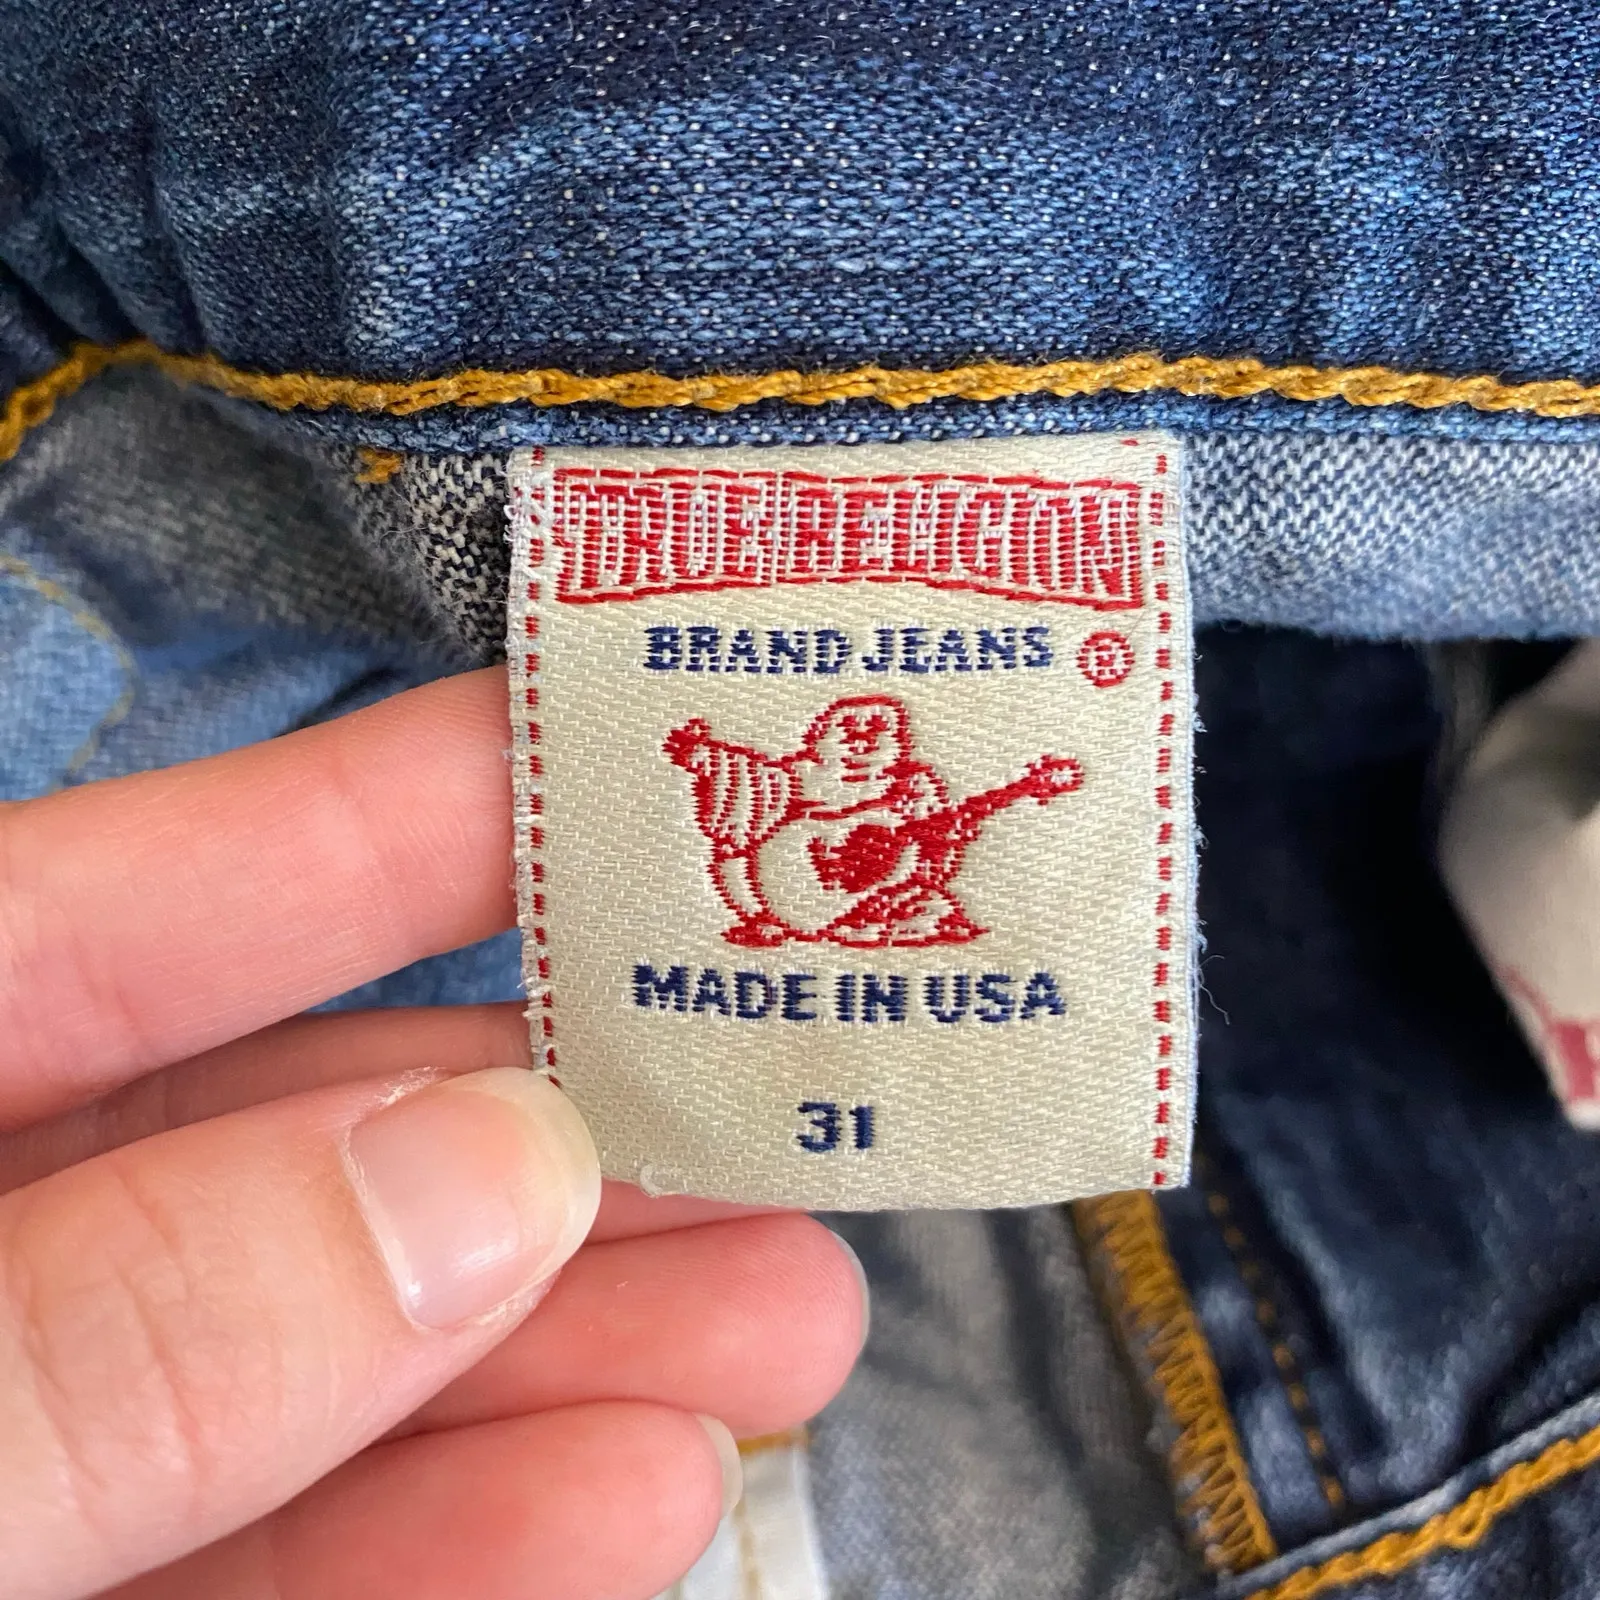 TRUE RELIGION
BRAND JEANS ®
MADE IN USA
31